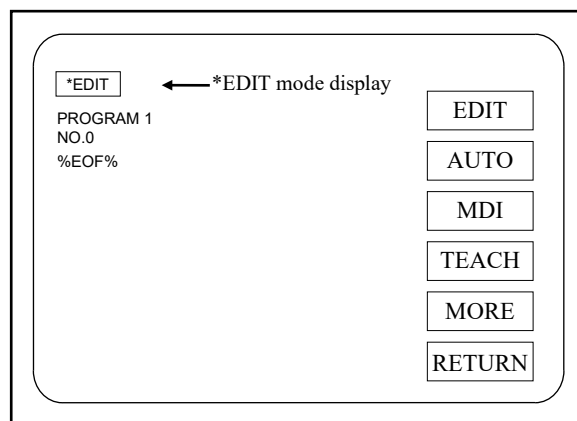 *EDIT
*EDIT mode display
PROGRAM 1
NO.0
%EOF%
EDIT
AUTO
MDI
TEACH
MORE
RETURN